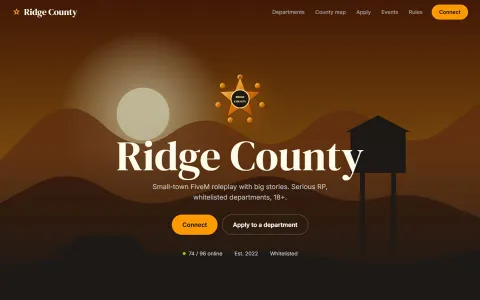 Ridge County
Departments
County map
Apply
Events
Rules
Connect
Ridge County
Small-town FiveM roleplay with big stories. Serious RP,
whitelisted departments, 18+.
Connect
Apply to a department
74 / 96 online
Est. 2022
Whitelisted